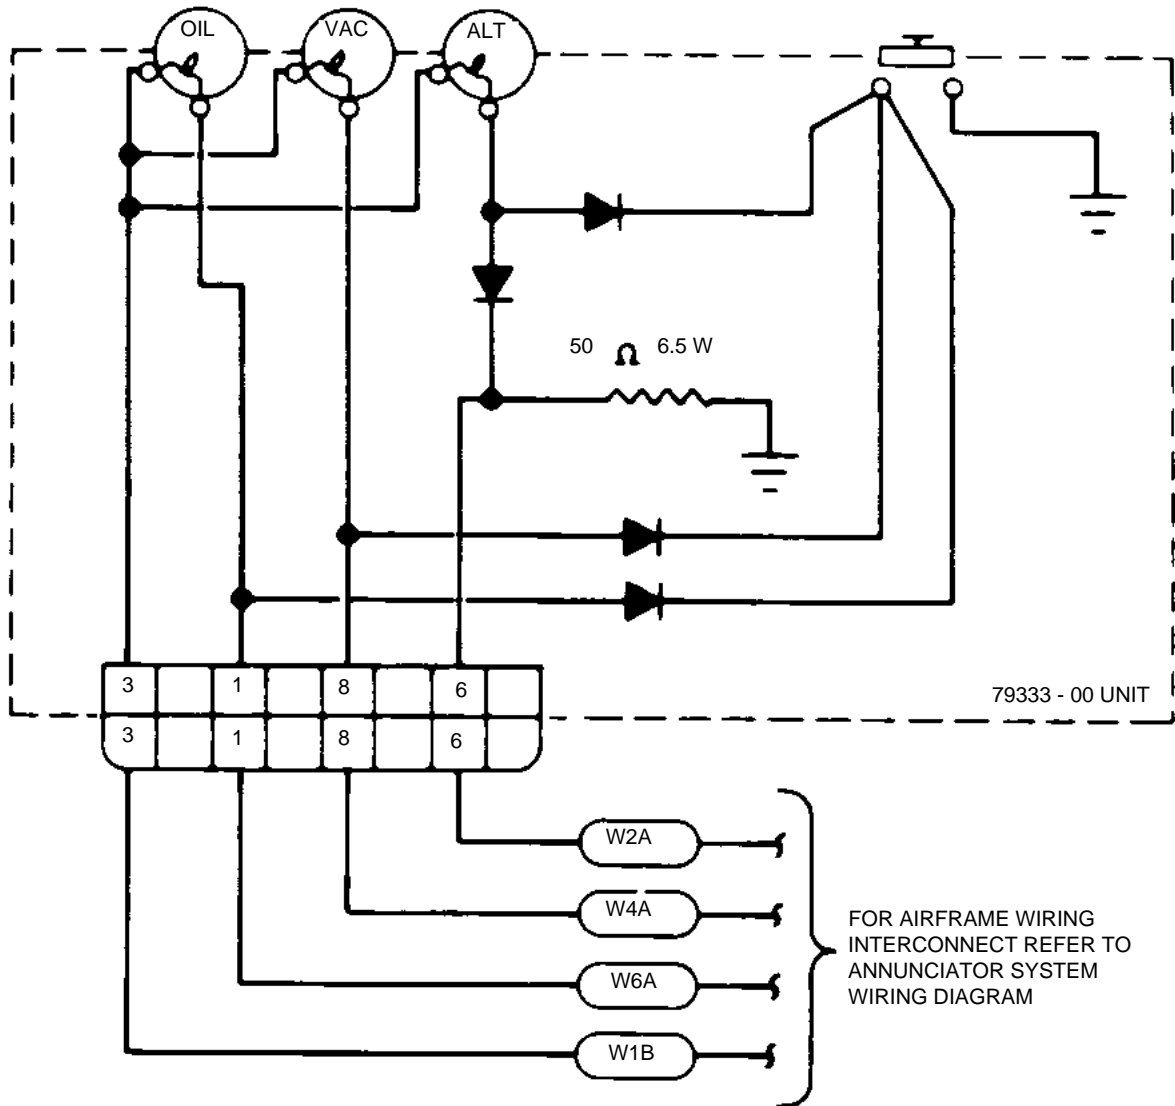 OIL
VAC
ALT
50 Ω 6.5 W
3 1 8 6
79333 - 00 UNIT
3 1 8 6
W2A
W4A
W6A
W1B
FOR AIRFRAME WIRING
INTERCONNECT REFER TO
ANNUNCIATOR SYSTEM
WIRING DIAGRAM